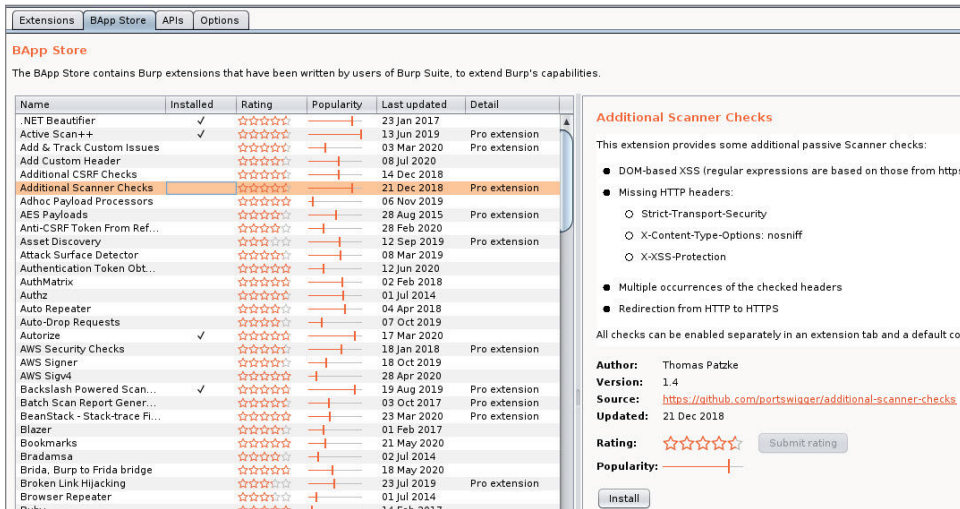 Extensions BApp Store APIs Options
BApp Store
The BApp Store contains Burp extensions that have been written by users of Burp Suite, to extend Burp's capabilities.
Name Installed Rating Popularity Last updated Detail
.NET Beautifier ✓ 23 Jan 2017
Active Scan++ ✓ 13 Jun 2019 Pro extension
Add & Track Custom Issues 03 Mar 2020 Pro extension
Add Custom Header 08 Jul 2020
Additional CSRF Checks 14 Dec 2018
Additional Scanner Checks 21 Dec 2018 Pro extension
Adhoc Payload Processors 06 Nov 2019
AES Payloads 28 Aug 2015 Pro extension
Anti-CSRF Token From Ref... 28 Feb 2020
Asset Discovery 12 Sep 2019 Pro extension
Attack Surface Detector 08 Mar 2019
Authentication Token Obt... 12 Jun 2020
AuthMatrix 02 Feb 2018
Authz 01 Jul 2014
Auto Repeater 04 Apr 2018
Auto-Drop Requests 07 Oct 2019
Autorize ✓ 17 Mar 2020
AWS Security Checks 18 Jan 2018 Pro extension
AWS Signer 18 Oct 2019
AWS Sigv4 28 Apr 2020
Backslash Powered Scan... ✓ 19 Aug 2019 Pro extension
Batch Scan Report Gener... 03 Oct 2017 Pro extension
BeanStack - Stack-trace Fi... 23 Mar 2020 Pro extension
Blazer 01 Feb 2017
Bookmarks 21 May 2020
Bradamsa 02 Jul 2014
Brida, Burp to Frida bridge 18 May 2020
Broken Link Hijacking 23 Jul 2019 Pro extension
Browser Repeater 01 Jul 2014
Additional Scanner Checks
This extension provides some additional passive Scanner checks:
DOM-based XSS (regular expressions are based on those from https
Missing HTTP headers:
Strict-Transport-Security
X-Content-Type-Options: nosniff
X-XSS-Protection
Multiple occurrences of the checked headers
Redirection from HTTP to HTTPS
All checks can be enabled separately in an extension tab and a default co
Author: Thomas Patzke
Version: 1.4
Source: https://github.com/portswigger/additional-scanner-checks
Updated: 21 Dec 2018
Rating: Submit rating
Popularity:
Install